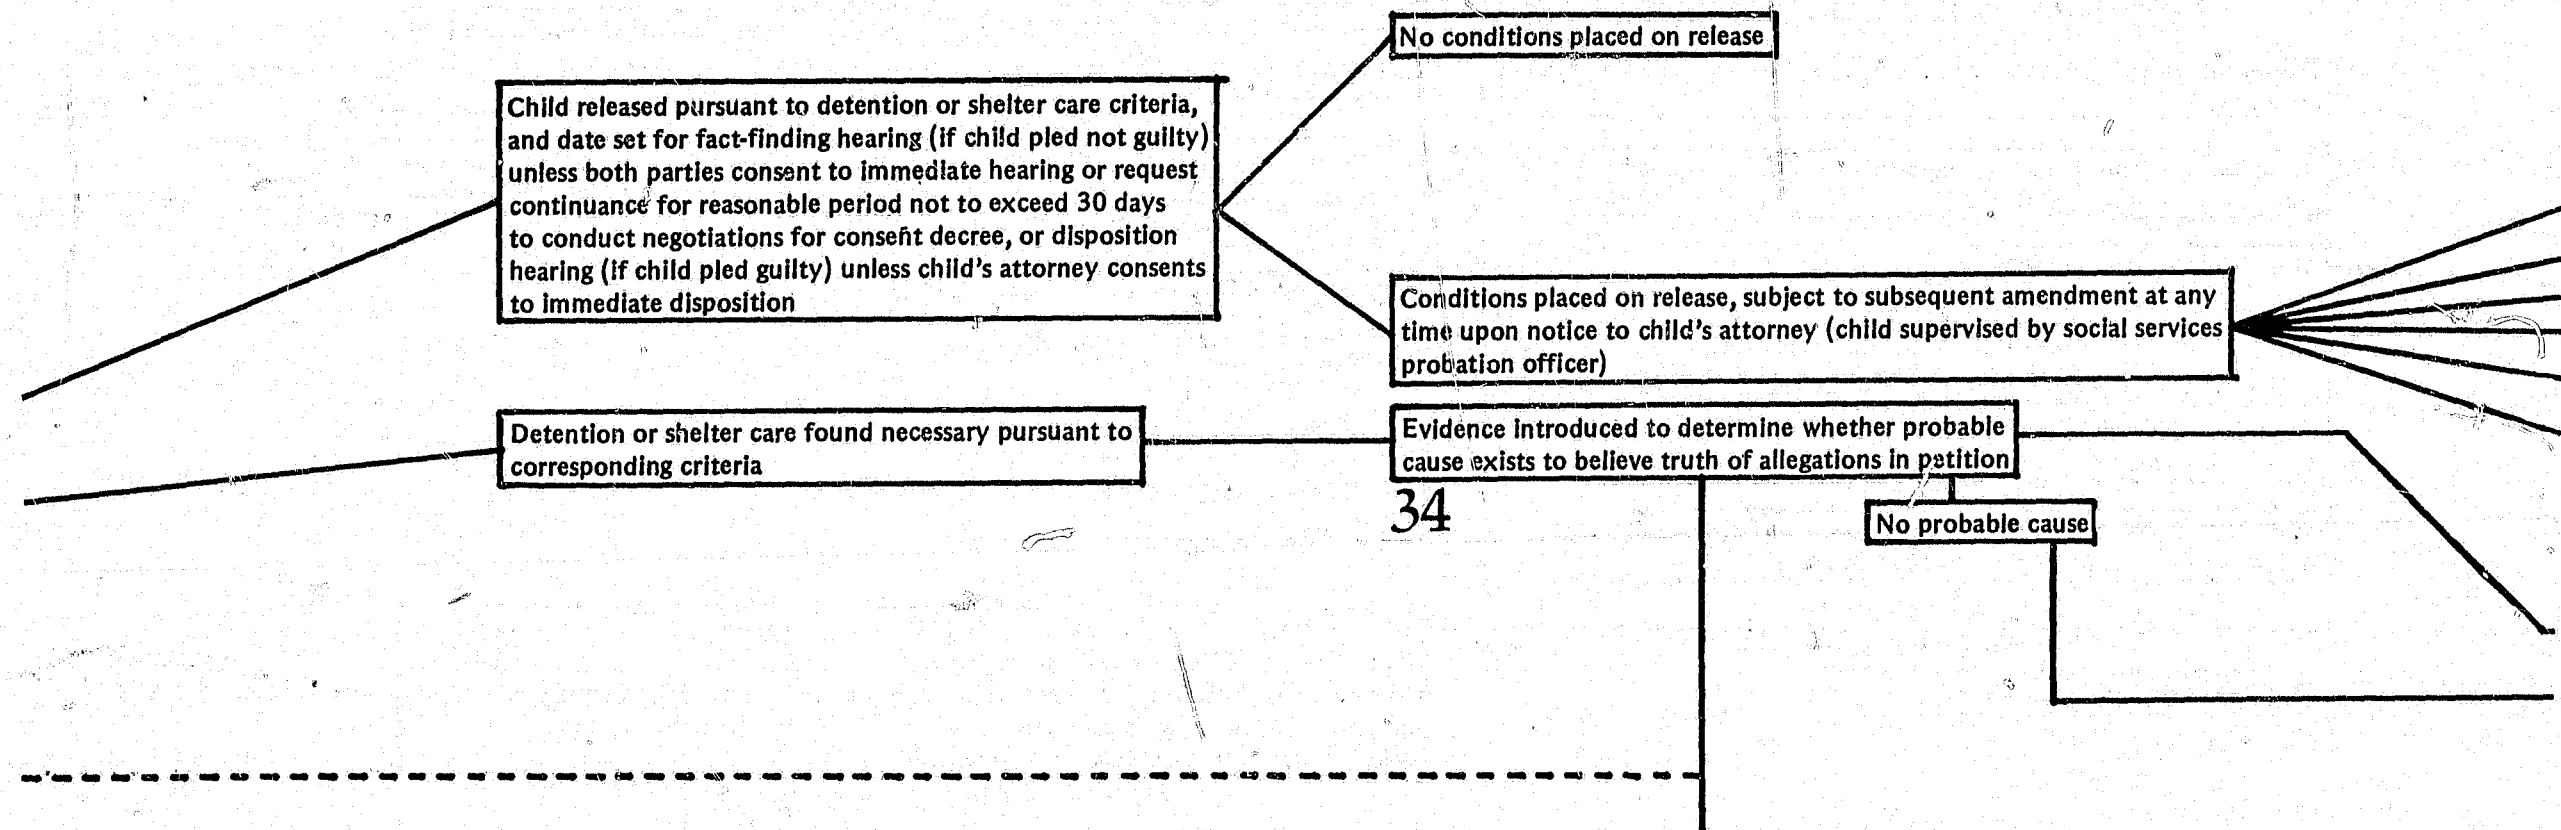 No conditions placed on release
Child released pursuant to detention or shelter care criteria,
and date set for fact-finding hearing (if child pled not guilty)
unless both parties consent to immediate hearing or request
continuance for reasonable period not to exceed 30 days
to conduct negotiations for consent decree, or disposition
hearing (if child pled guilty) unless child's attorney consents
to immediate disposition
Conditions placed on release, subject to subsequent amendment at any
time upon notice to child's attorney (child supervised by social services
probation officer)
Detention or shelter care found necessary pursuant to
corresponding criteria
Evidence introduced to determine whether probable
cause exists to believe truth of allegations in petition
34
No probable cause